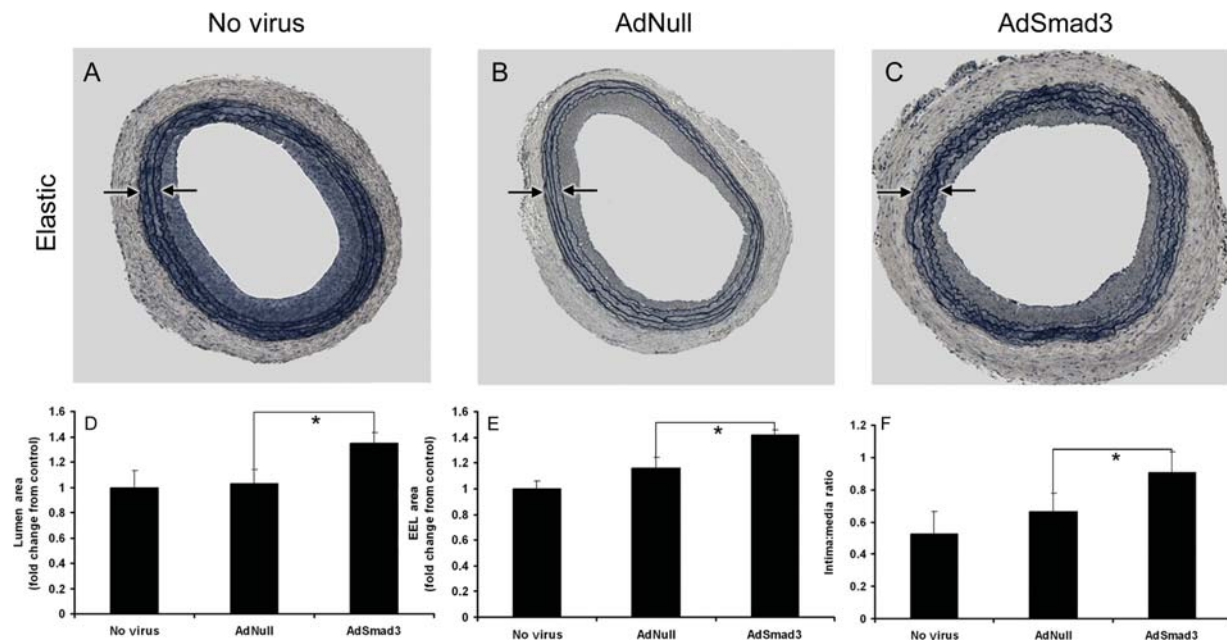 No virus
AdNull
AdSmad3
Elastic
A
B
C
D
Lumen area
(fold change from control)
1.6
1.4
1.2
1
0.8
0.6
0.4
0.2
0
*
No virus
AdNull
AdSmad3
E
EEL area
(fold change from control)
1.6
1.4
1.2
1
0.8
0.6
0.4
0.2
0
*
No virus
AdNull
AdSmad3
F
Intima:media ratio
1.2
1
0.8
0.6
0.4
0.2
0
*
No virus
AdNull
AdSmad3